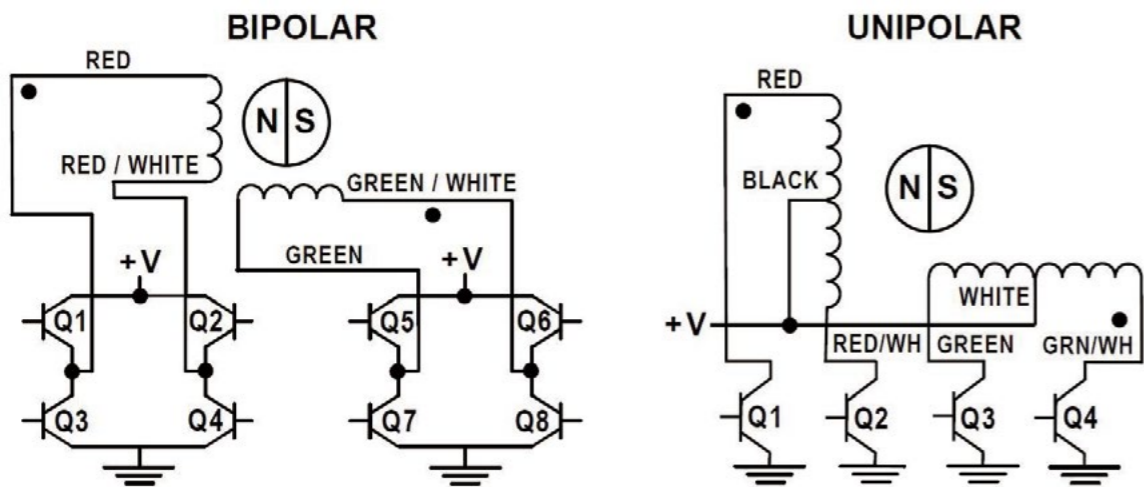 BIPOLAR
RED
N S
RED / WHITE
GREEN / WHITE
GREEN
+V
+V
Q1
Q2
Q5
Q6
Q3
Q4
Q7
Q8
UNIPOLAR
RED
BLACK
N S
WHITE
+V
RED/WH
GREEN
GRN/WH
Q1
Q2
Q3
Q4